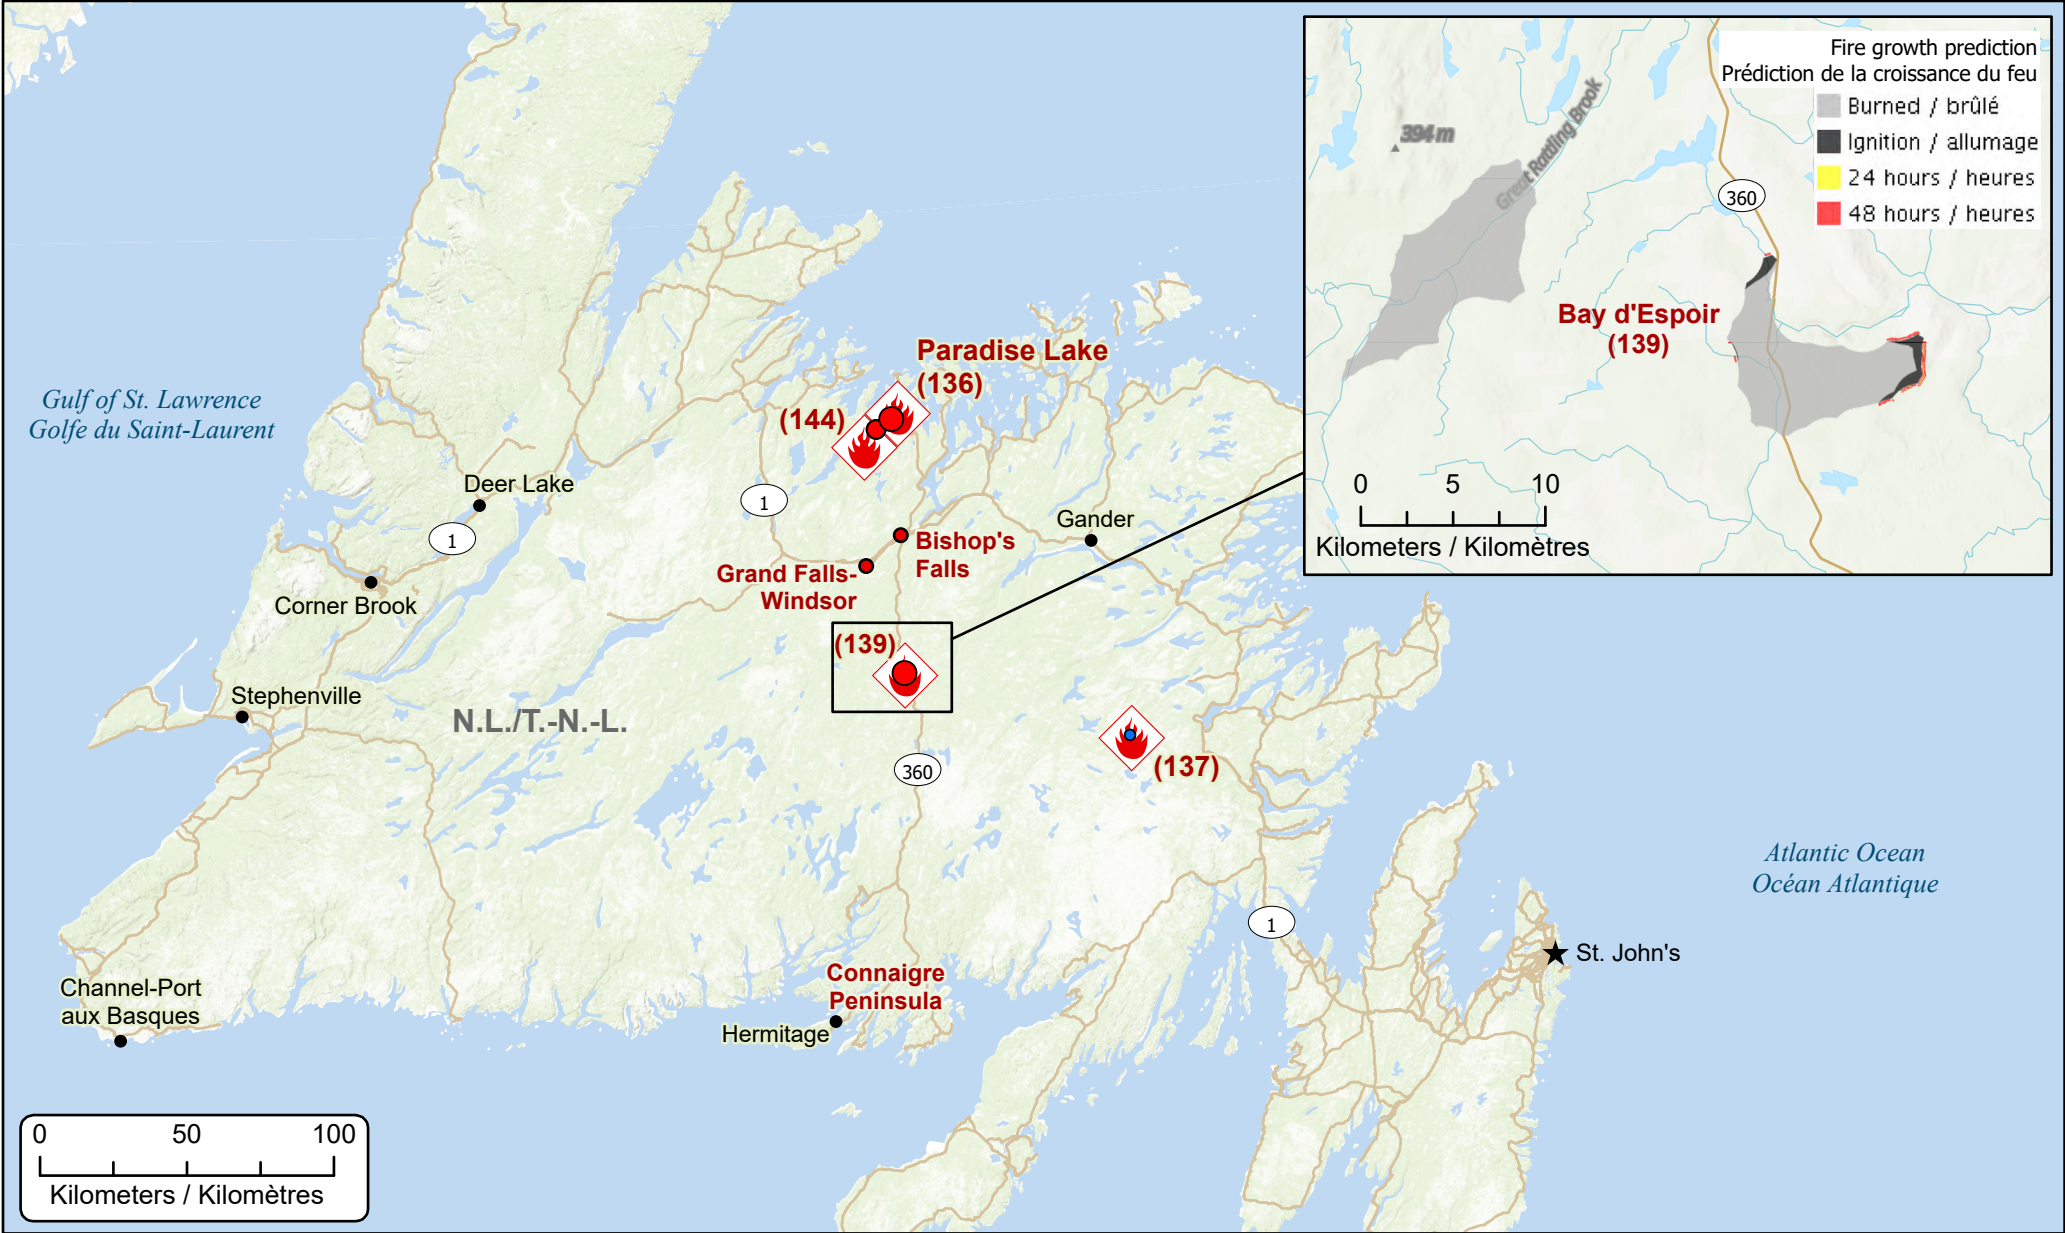 Fire growth prediction
Prédiction de la croissance du feu
Burned / brûlé
Ignition / allumage
24 hours / heures
48 hours / heures
394 m
Great Rattling Brook
360
Bay d'Espoir
(139)
0 5 10
Kilometers / Kilomètres
Paradise Lake
(136)
(144)
Gulf of St. Lawrence
Golfe du Saint-Laurent
Deer Lake
1
1
Gander
Bishop's
Falls
Grand Falls-
Windsor
Corner Brook
(139)
Stephenville
N.L./T.-N.-L.
(137)
360
Atlantic Ocean
Océan Atlantique
1
St. John's
Connaigre
Peninsula
Channel-Port
aux Basques
Hermitage
0 50 100
Kilometers / Kilomètres